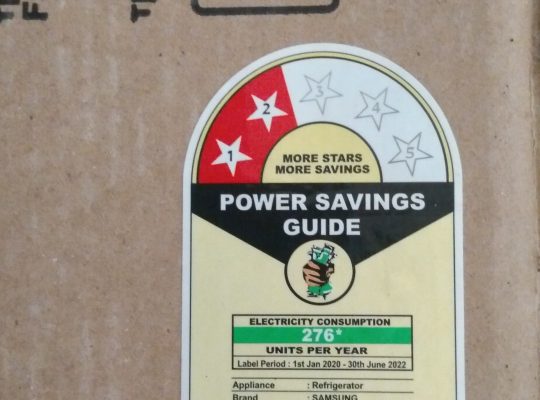 1
2
3
4
5
MORE STARS
MORE SAVINGS
POWER SAVINGS
GUIDE
ELECTRICITY CONSUMPTION
276*
UNITS PER YEAR
Label Period : 1st Jan 2020 - 30th June 2022
Appliance : Refrigerator
Brand : SAMSUNG